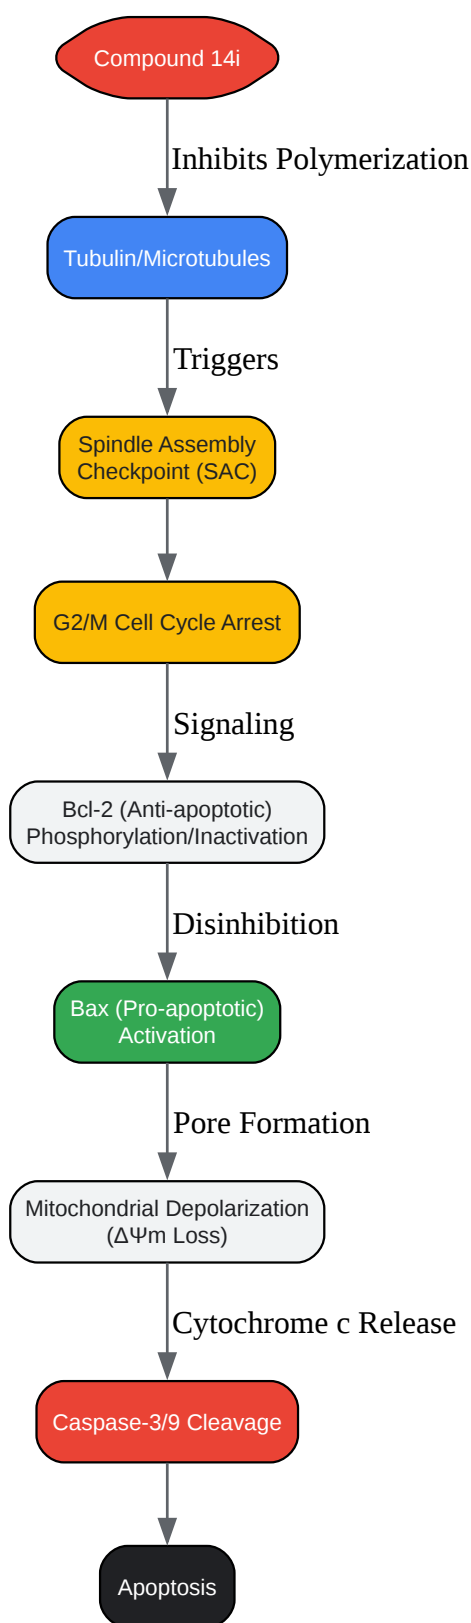 Compound 14i
Inhibits Polymerization
Tubulin/Microtubules
Triggers
Spindle Assembly
Checkpoint (SAC)
G2/M Cell Cycle Arrest
Signaling
Bcl-2 (Anti-apoptotic)
Phosphorylation/Inactivation
Disinhibition
Bax (Pro-apoptotic)
Activation
Pore Formation
Mitochondrial Depolarization
(ΔΨm Loss)
Cytochrome c Release
Caspase-3/9 Cleavage
Apoptosis